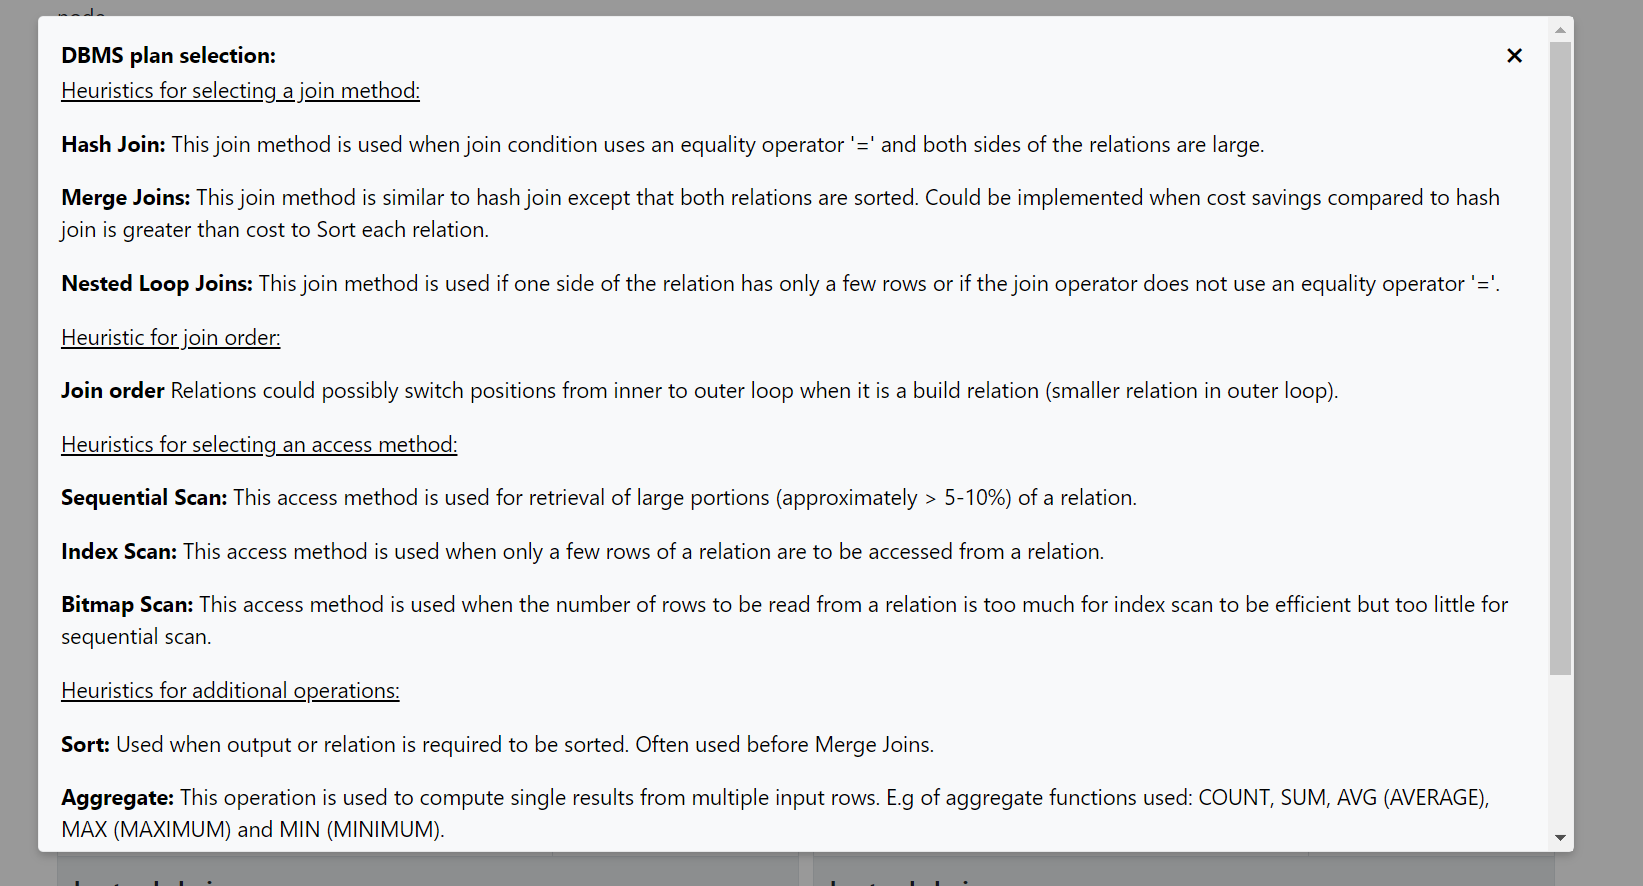 node
DBMS plan selection:
Heuristics for selecting a join method:
Hash Join: This join method is used when join condition uses an equality operator '=' and both sides of the relations are large.
Merge Joins: This join method is similar to hash join except that both relations are sorted. Could be implemented when cost savings compared to hash
join is greater than cost to Sort each relation.
Nested Loop Joins: This join method is used if one side of the relation has only a few rows or if the join operator does not use an equality operator '='.
Heuristic for join order:
Join order Relations could possibly switch positions from inner to outer loop when it is a build relation (smaller relation in outer loop).
Heuristics for selecting an access method:
Sequential Scan: This access method is used for retrieval of large portions (approximately > 5-10%) of a relation.
Index Scan: This access method is used when only a few rows of a relation are to be accessed from a relation.
Bitmap Scan: This access method is used when the number of rows to be read from a relation is too much for index scan to be efficient but too little for
sequential scan.
Heuristics for additional operations:
Sort: Used when output or relation is required to be sorted. Often used before Merge Joins.
Aggregate: This operation is used to compute single results from multiple input rows. E.g of aggregate functions used: COUNT, SUM, AVG (AVERAGE),
MAX (MAXIMUM) and MIN (MINIMUM).